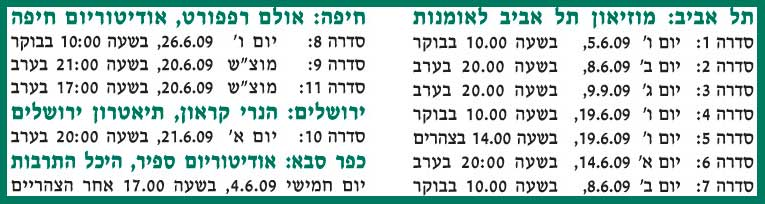 תל אביב: מוזיאון תל אביב לאומנות
סדרה 1: יום ו' 5.6.09, בשעה 10.00 בבוקר
סדרה 2: יום ב' 8.6.09, בשעה 20.00 בערב
סדרה 3: יום ג' 9.9.09, בשעה 20.00 בערב
סדרה 4: יום ו' 19.6.09, בשעה 10.00 בבוקר
סדרה 5: יום ו' 19.6.09, בשעה 14.00 בצהרים
סדרה 6: יום א' 14.6.09, בשעה 20:00 בערב
סדרה 7: יום ב' 8.6.09, בשעה 10.00 בבוקר
חיפה: אולם רפפורט, אודיטוריום חיפה
סדרה 8: יום ו' 26.6.09, בשעה 10:00 בבוקר
סדרה 9: מוצ"ש 20.6.09, בשעה 21:00 בערב
סדרה 11: מוצ"ש 20.6.09, בשעה 17:00 בערב
ירושלים: הנרי קראון, תיאטרון ירושלים
סדרה 10: יום א' 21.6.09, בשעה 20:00 בערב
כפר סבא: אודיטוריום ספיר, היכל התרבות
יום חמישי 4.6.09, בשעה 17.00 אחר הצהריים